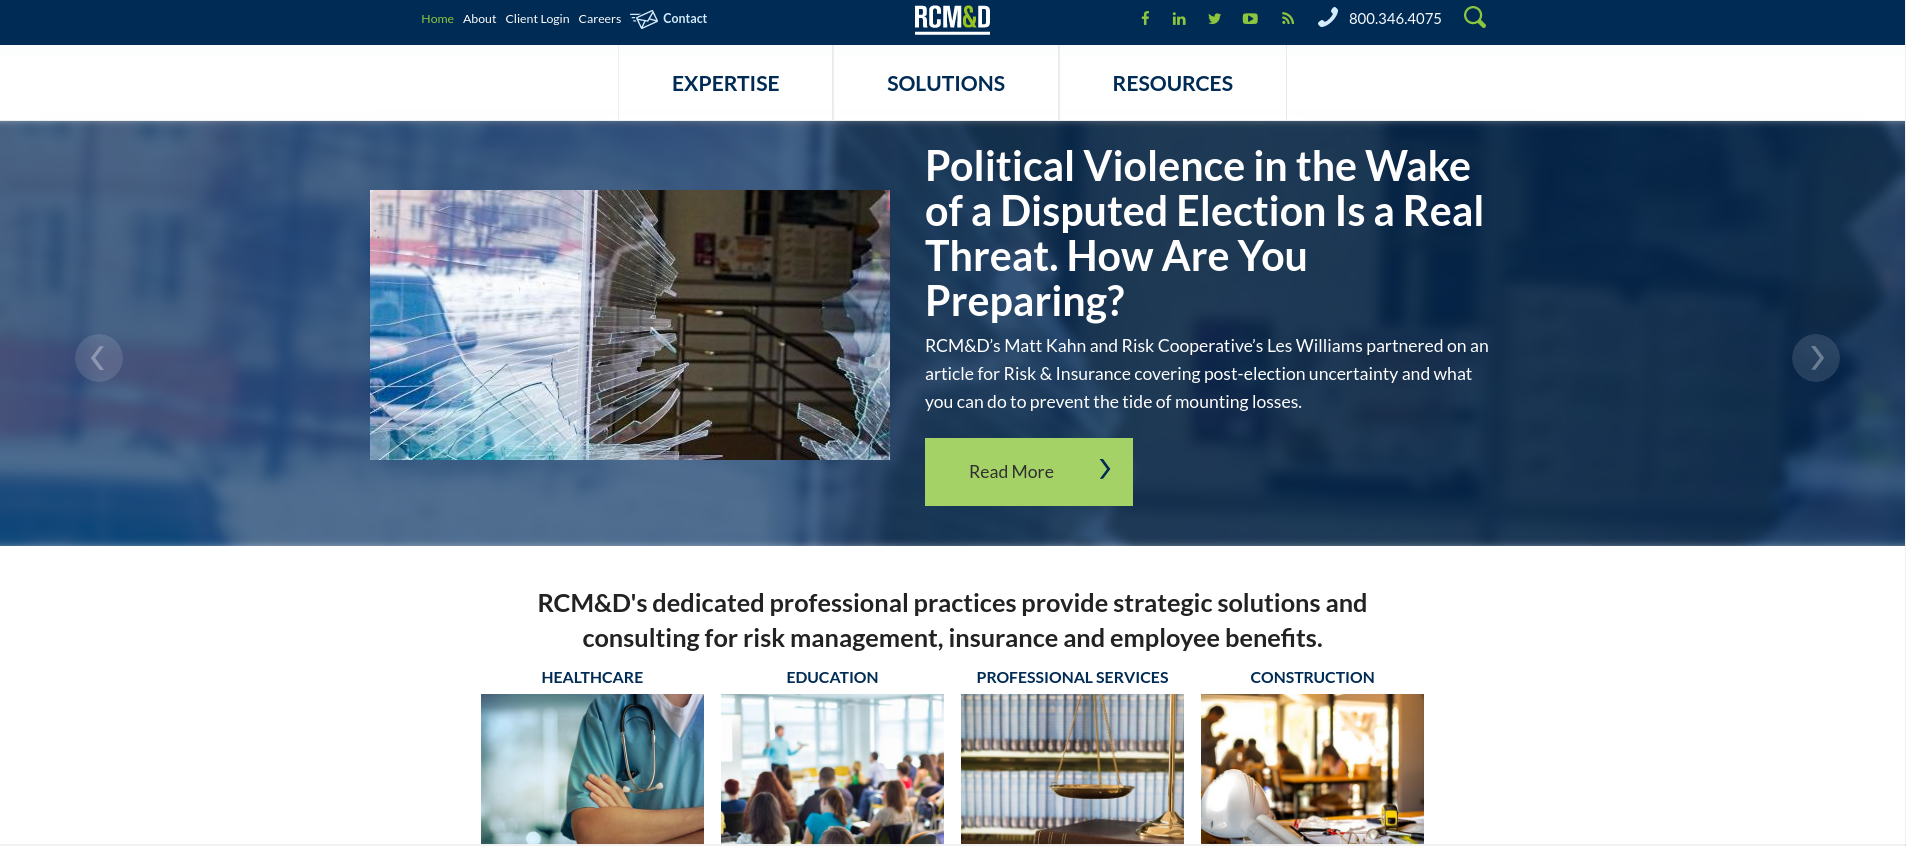 Home About Client Login Careers Contact
RCM&D
800.346.4075
EXPERTISE SOLUTIONS RESOURCES
Political Violence in the Wake
of a Disputed Election Is a Real
Threat. How Are You
Preparing?
RCM&D’s Matt Kahn and Risk Cooperative’s Les Williams partnered on an
article for Risk & Insurance covering post-election uncertainty and what
you can do to prevent the tide of mounting losses.
Read More
RCM&D's dedicated professional practices provide strategic solutions and
consulting for risk management, insurance and employee benefits.
HEALTHCARE EDUCATION PROFESSIONAL SERVICES CONSTRUCTION